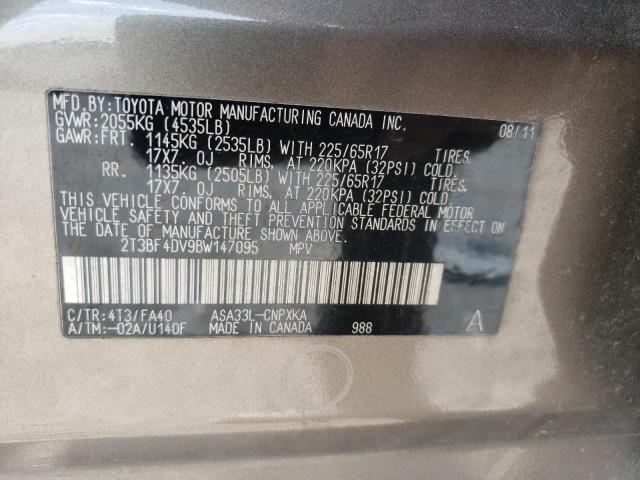 MFD.BY:TOYOTA MOTOR MANUFACTURING CANADA INC.
GVWR:2055KG (4535LB) 08/11
GAWR:FRT. 1145KG (2535LB) WITH 225/65R17 TIRES,
17X7.0J RIMS, AT 220KPA (32PSI) COLD.
RR. 1135KG (2505LB) WITH 225/65R17 TIRES,
17X7.0J RIMS, AT 220KPA (32PSI) COLD.
THIS VEHICLE CONFORMS TO ALL APPLICABLE FEDERAL MOTOR
VEHICLE SAFETY AND THEFT PREVENTION STANDARDS IN EFFECT ON
THE DATE OF MANUFACTURE SHOWN ABOVE.
2T3BF4DV9BW147095 MPV
C/TR:4T3/FA40 ASA33L-CNPXKA
A/TM:-02A/U140F MADE IN CANADA 988 A